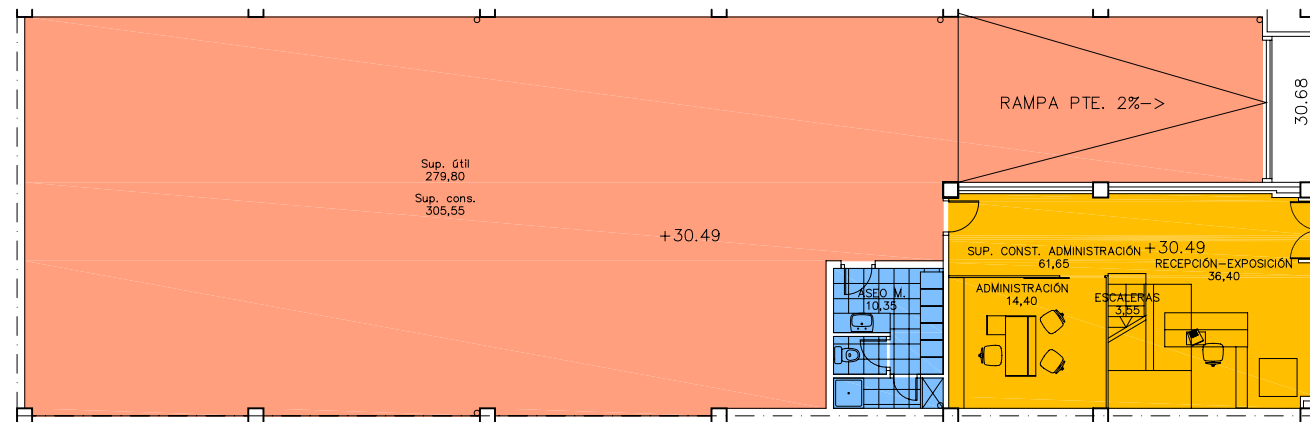 RAMPA PTE. 2%->
30.68
Sup. útil
279,80
Sup. cons.
305,55
+30.49
SUP. CONST. ADMINISTRACIÓN
61,65
+30.49
RECEPCIÓN-EXPOSICIÓN
36,40
ADMINISTRACIÓN
14,40
ESCALERAS
3,55
ASEO M.
10,35